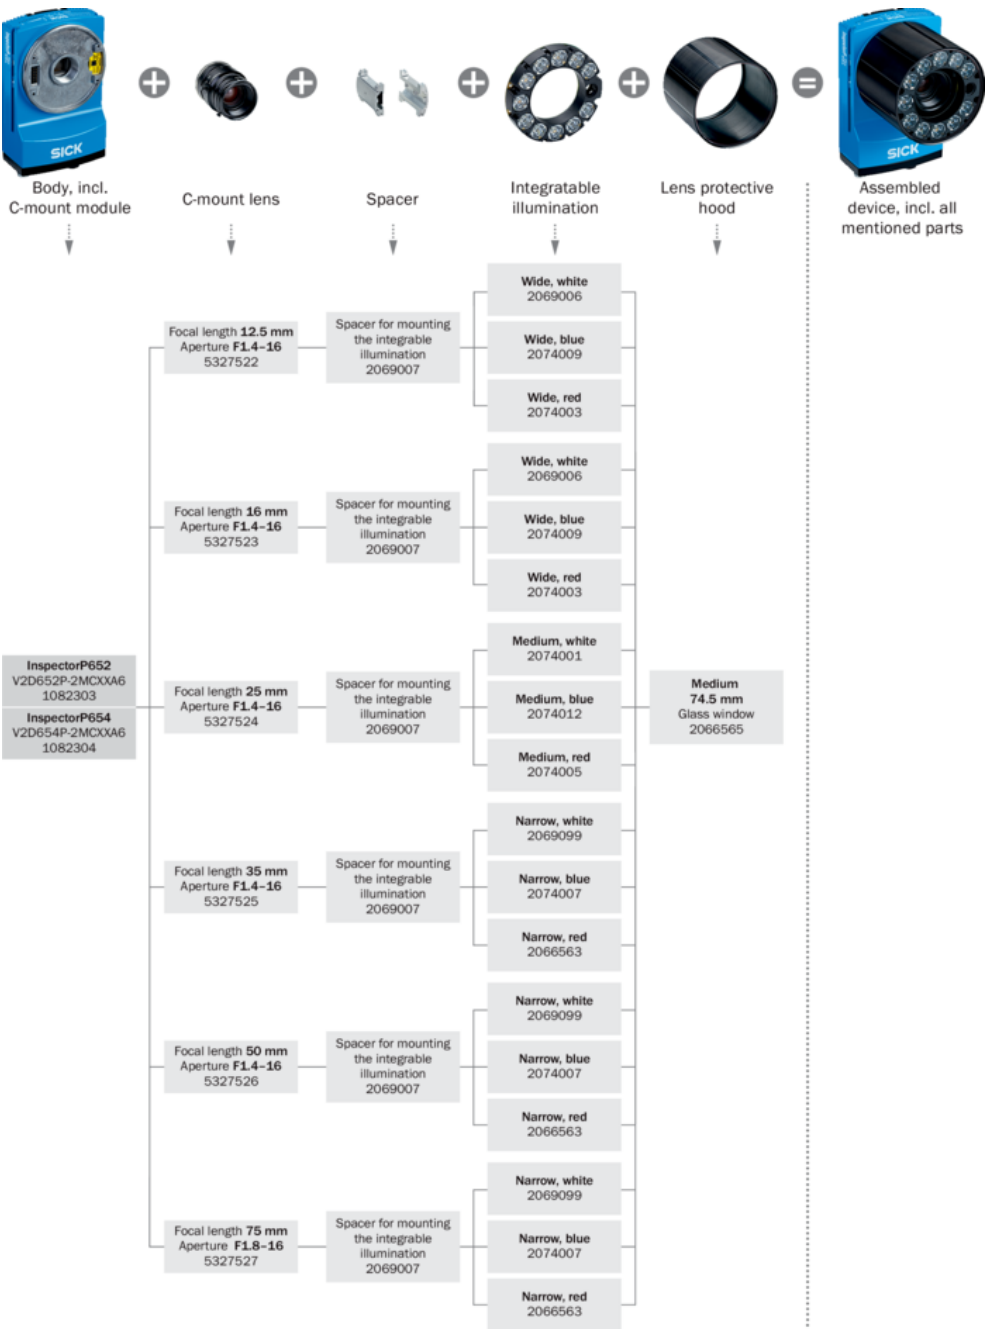 SICK
SICK
Body, incl.
C-mount module
C-mount lens
Spacer
Integratable
illumination
Lens protective
hood
Assembled
device, incl. all
mentioned parts
InspectorP652
V2D652P-2MCXXA6
1082303
InspectorP654
V2D654P-2MCXXA6
1082304
Focal length 12.5 mm
Aperture F1.4–16
5327522
Spacer for mounting
the integrable
illumination
2069007
Wide, white
2069006
Wide, blue
2074009
Wide, red
2074003
Focal length 16 mm
Aperture F1.4–16
5327523
Spacer for mounting
the integrable
illumination
2069007
Wide, white
2069006
Wide, blue
2074009
Wide, red
2074003
Focal length 25 mm
Aperture F1.4–16
5327524
Spacer for mounting
the integrable
illumination
2069007
Medium, white
2074001
Medium, blue
2074012
Medium, red
2074005
Focal length 35 mm
Aperture F1.4–16
5327525
Spacer for mounting
the integrable
illumination
2069007
Narrow, white
2069099
Narrow, blue
2074007
Narrow, red
2066563
Focal length 50 mm
Aperture F1.4–16
5327526
Spacer for mounting
the integrable
illumination
2069007
Narrow, white
2069099
Narrow, blue
2074007
Narrow, red
2066563
Focal length 75 mm
Aperture F1.8–16
5327527
Spacer for mounting
the integrable
illumination
2069007
Narrow, white
2069099
Narrow, blue
2074007
Narrow, red
2066563
Medium
74.5 mm
Glass window
2066565